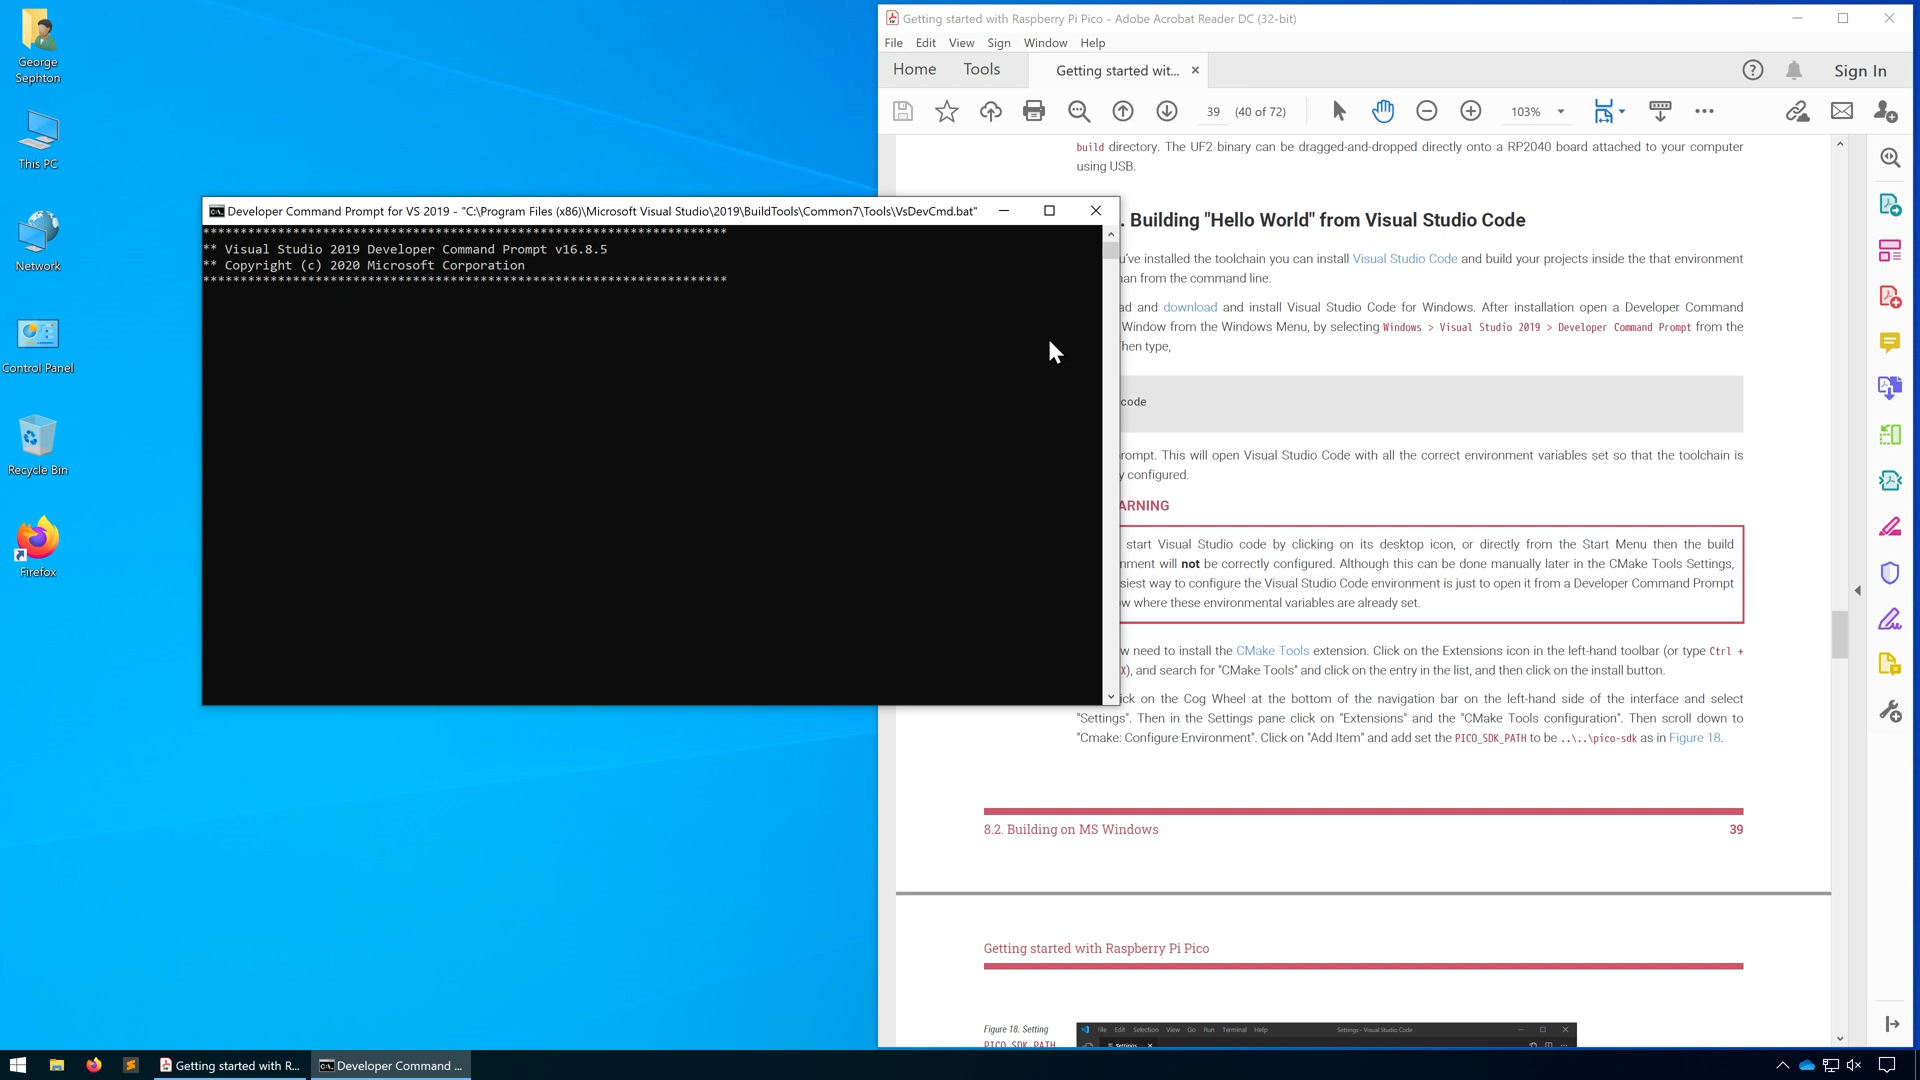 George
Sephton
This PC
Network
Control Panel
Recycle Bin
Firefox
Getting started with Raspberry Pi Pico - Adobe Acrobat Reader DC (32-bit)
File Edit View Sign Window Help
Home Tools Getting started wit... × Sign In
39 (40 of 72) 103%
build directory. The UF2 binary can be dragged-and-dropped directly onto a RP2040 board attached to your computer
using USB.
Developer Command Prompt for VS 2019 - "C:\Program Files (x86)\Microsoft Visual Studio\2019\BuildTools\Common7\Tools\VsDevCmd.bat"
**********************************************************************
** Visual Studio 2019 Developer Command Prompt v16.8.5
** Copyright (c) 2020 Microsoft Corporation
**********************************************************************
. Building "Hello World" from Visual Studio Code
u've installed the toolchain you can install Visual Studio Code and build your projects inside the that environment
an from the command line.
ad and download and install Visual Studio Code for Windows. After installation open a Developer Command
Window from the Windows Menu, by selecting Windows > Visual Studio 2019 > Developer Command Prompt from the
hen type,
code
rompt. This will open Visual Studio Code with all the correct environment variables set so that the toolchain is
y configured.
ARNING
start Visual Studio code by clicking on its desktop icon, or directly from the Start Menu then the build
nment will not be correctly configured. Although this can be done manually later in the CMake Tools Settings,
siest way to configure the Visual Studio Code environment is just to open it from a Developer Command Prompt
w where these environmental variables are already set.
w need to install the CMake Tools extension. Click on the Extensions icon in the left-hand toolbar (or type Ctrl +
X), and search for "CMake Tools" and click on the entry in the list, and then click on the install button.
ick on the Cog Wheel at the bottom of the navigation bar on the left-hand side of the interface and select
"Settings". Then in the Settings pane click on "Extensions" and the "CMake Tools configuration". Then scroll down to
"Cmake: Configure Environment". Click on "Add Item" and add set the PICO_SDK_PATH to be ..\..\pico-sdk as in Figure 18.
8.2. Building on MS Windows 39
Getting started with Raspberry Pi Pico
Figure 18. Setting
PICO_SDK_PATH
File Edit Selection View Go Run Terminal Help Settings - Visual Studio Code
Settings
Getting started with R...
Developer Command ...